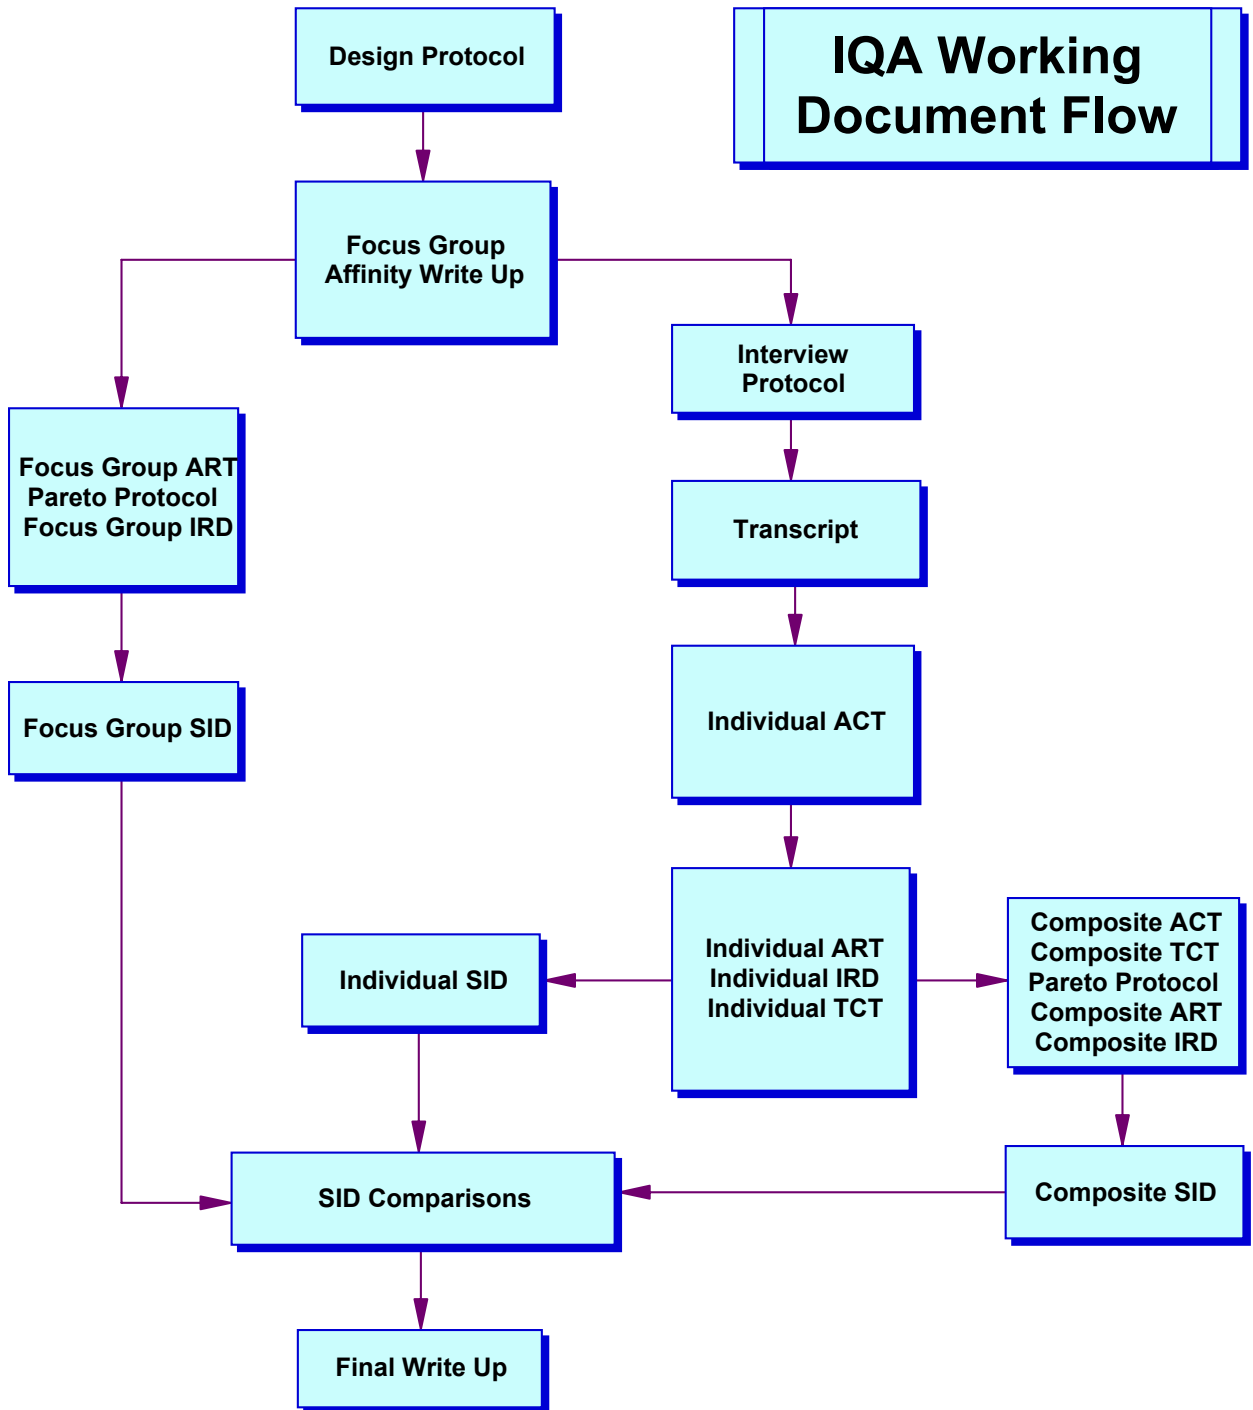 Design Protocol
IQA Working
Document Flow
Focus Group
Affinity Write Up
Interview
Protocol
Focus Group ART
Pareto Protocol
Focus Group IRD
Transcript
Focus Group SID
Individual ACT
Individual SID
Individual ART
Individual IRD
Individual TCT
Composite ACT
Composite TCT
Pareto Protocol
Composite ART
Composite IRD
SID Comparisons
Composite SID
Final Write Up